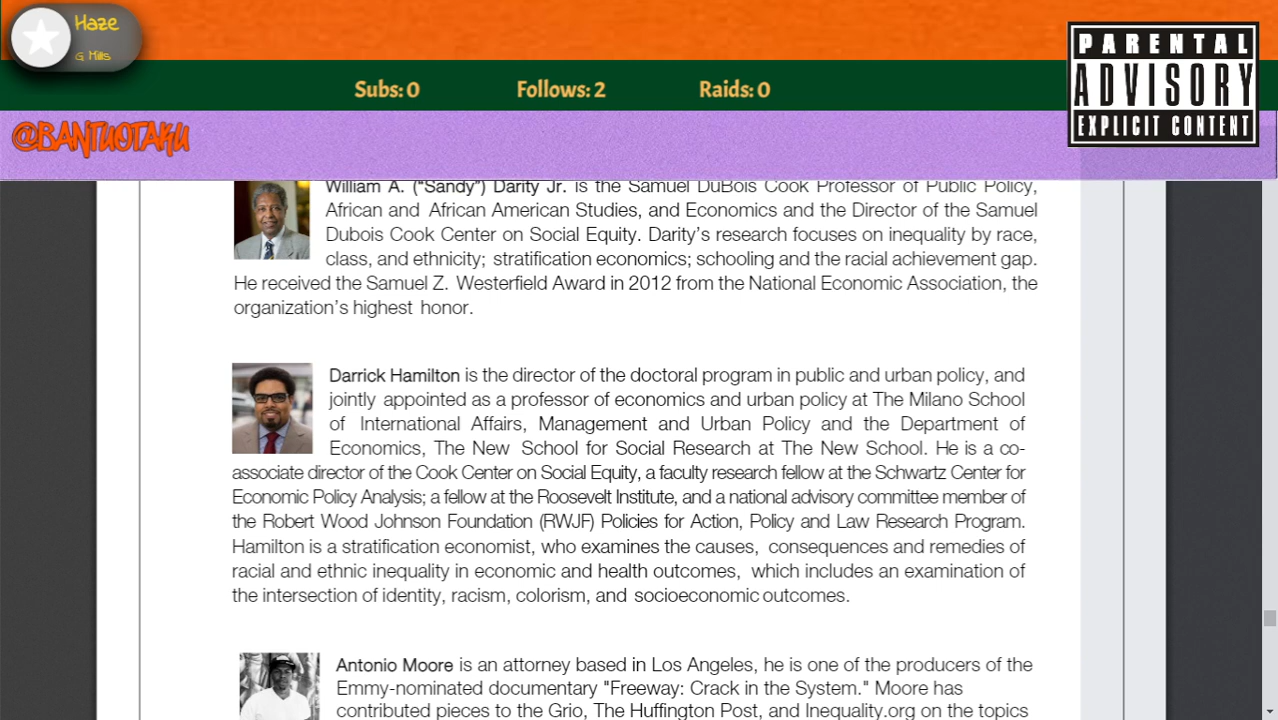 Haze
G Mills
PARENTAL
ADVISORY
EXPLICIT CONTENT
Subs: 0 Follows: 2 Raids: 0
@BANTUOTAKU
William A. (“Sandy”) Darity Jr. is the Samuel DuBois Cook Professor of Public Policy,
African and African American Studies, and Economics and the Director of the Samuel
Dubois Cook Center on Social Equity. Darity’s research focuses on inequality by race,
class, and ethnicity; stratification economics; schooling and the racial achievement gap.
He received the Samuel Z. Westerfield Award in 2012 from the National Economic Association, the
organization’s highest honor.
Darrick Hamilton is the director of the doctoral program in public and urban policy, and
jointly appointed as a professor of economics and urban policy at The Milano School
of International Affairs, Management and Urban Policy and the Department of
Economics, The New School for Social Research at The New School. He is a co-
associate director of the Cook Center on Social Equity, a faculty research fellow at the Schwartz Center for
Economic Policy Analysis; a fellow at the Roosevelt Institute, and a national advisory committee member of
the Robert Wood Johnson Foundation (RWJF) Policies for Action, Policy and Law Research Program.
Hamilton is a stratification economist, who examines the causes, consequences and remedies of
racial and ethnic inequality in economic and health outcomes, which includes an examination of
the intersection of identity, racism, colorism, and socioeconomic outcomes.
Antonio Moore is an attorney based in Los Angeles, he is one of the producers of the
Emmy-nominated documentary "Freeway: Crack in the System." Moore has
contributed pieces to the Grio, The Huffington Post, and Inequality.org on the topics